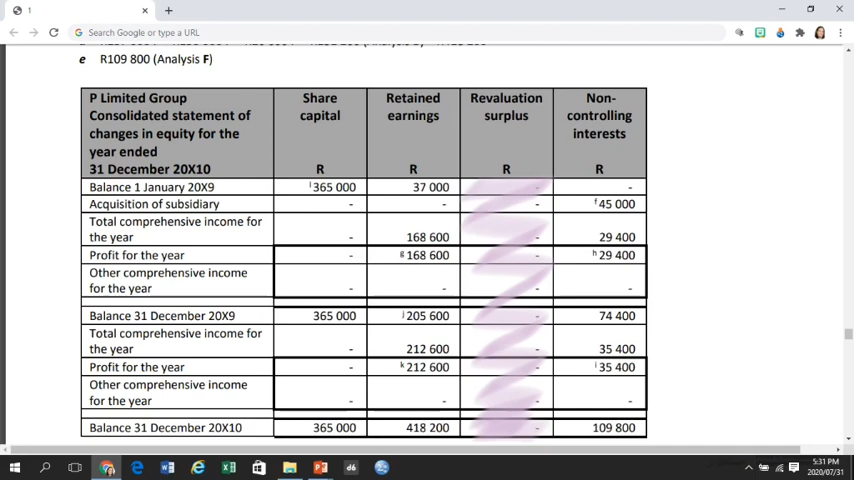 1
Search Google or type a URL
e R109 800 (Analysis F)
P Limited Group Share Retained Revaluation Non-
Consolidated statement of capital earnings surplus controlling
changes in equity for the interests
year ended
31 December 20X10 R R R R
Balance 1 January 20X9 i 365 000 37 000 - -
Acquisition of subsidiary - - - f 45 000
Total comprehensive income for
the year - 168 600 - 29 400
Profit for the year - g 168 600 - h 29 400
Other comprehensive income
for the year - - - -
Balance 31 December 20X9 365 000 j 205 600 - 74 400
Total comprehensive income for
the year - 212 600 - 35 400
Profit for the year - k 212 600 - l 35 400
Other comprehensive income
for the year - - - -
Balance 31 December 20X10 365 000 418 200 - 109 800
5:31 PM
2020/07/31